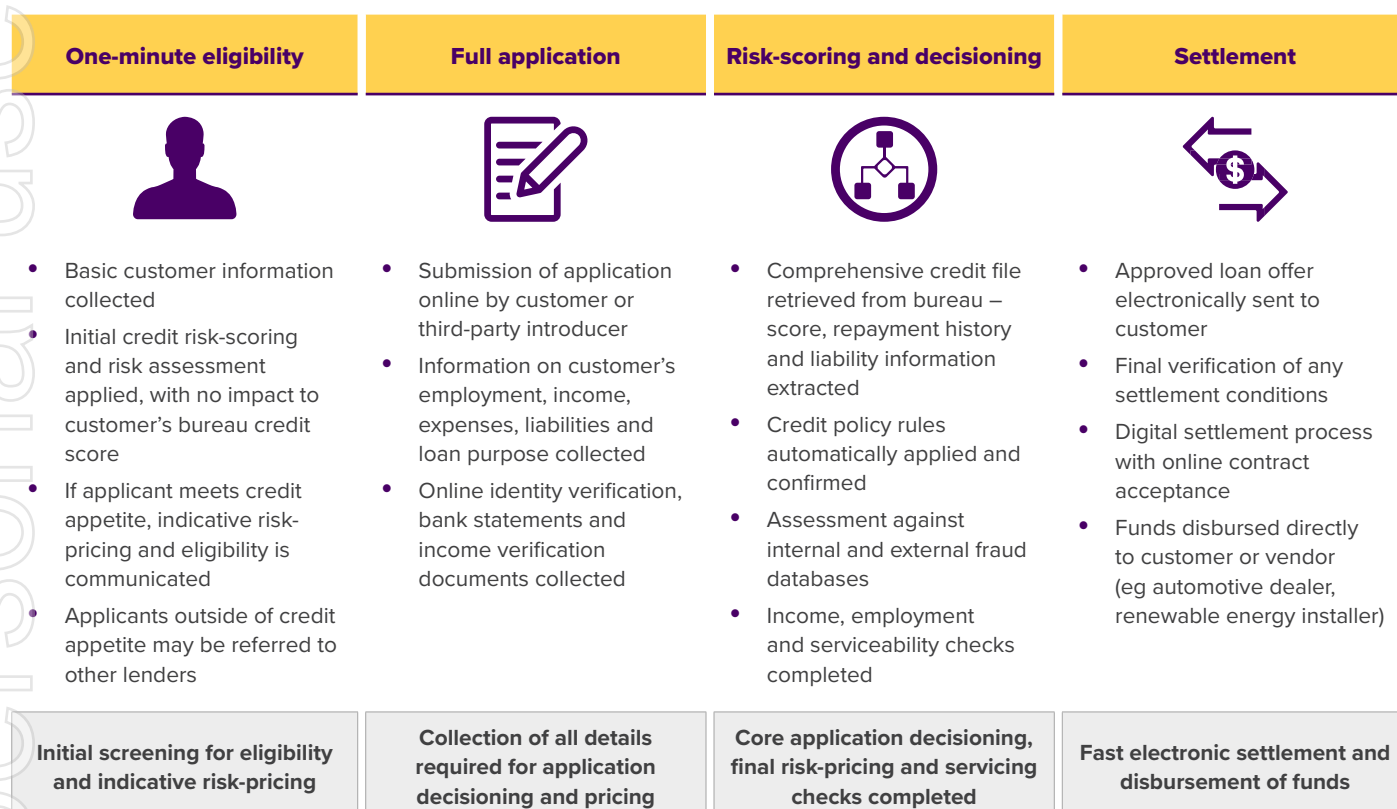 One-minute eligibility
Full application
Risk-scoring and decisioning
Settlement
$
• Basic customer information
collected
• Initial credit risk-scoring
and risk assessment
applied, with no impact to
customer's bureau credit
score
• If applicant meets credit
appetite, indicative risk-
pricing and eligibility is
communicated
• Applicants outside of credit
appetite may be referred to
other lenders
• Submission of application
online by customer or
third-party introducer
• Information on customer's
employment, income,
expenses, liabilities and
loan purpose collected
• Online identity verification,
bank statements and
income verification
documents collected
• Comprehensive credit file
retrieved from bureau –
score, repayment history
and liability information
extracted
• Credit policy rules
automatically applied and
confirmed
• Assessment against
internal and external fraud
databases
• Income, employment
and serviceability checks
completed
• Approved loan offer
electronically sent to
customer
• Final verification of any
settlement conditions
• Digital settlement process
with online contract
acceptance
• Funds disbursed directly
to customer or vendor
(eg automotive dealer,
renewable energy installer)
Initial screening for eligibility
and indicative risk-pricing
Collection of all details
required for application
decisioning and pricing
Core application decisioning,
final risk-pricing and servicing
checks completed
Fast electronic settlement and
disbursement of funds